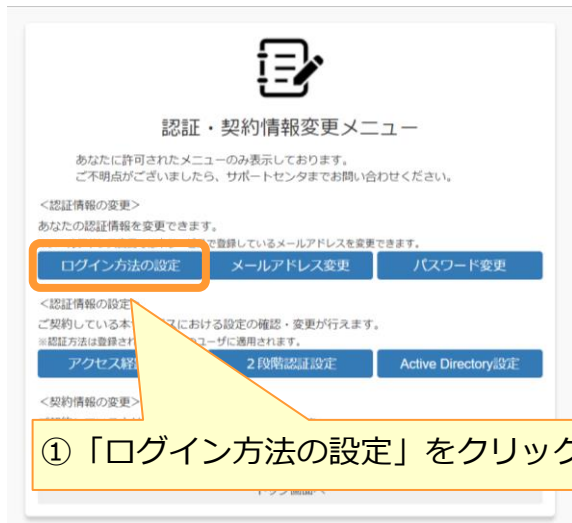 認証・契約情報変更メニュー
あなたに許可されたメニューのみ表示しております。
ご不明点がございましたら、サポートセンタまでお問い合わせください。
<認証情報の変更>
あなたの認証情報を変更できます。
で登録しているメールアドレスを変更できます。
ログイン方法の設定 メールアドレス変更 パスワード変更
<認証情報の設定
ご契約している本 スにおける設定の確認・変更が行えます。
※認証方法は登録され ユーザに適用されます。
アクセス経 2段階認証設定 Active Directory設定
<契約情報の変更>
①「ログイン方法の設定」をクリック